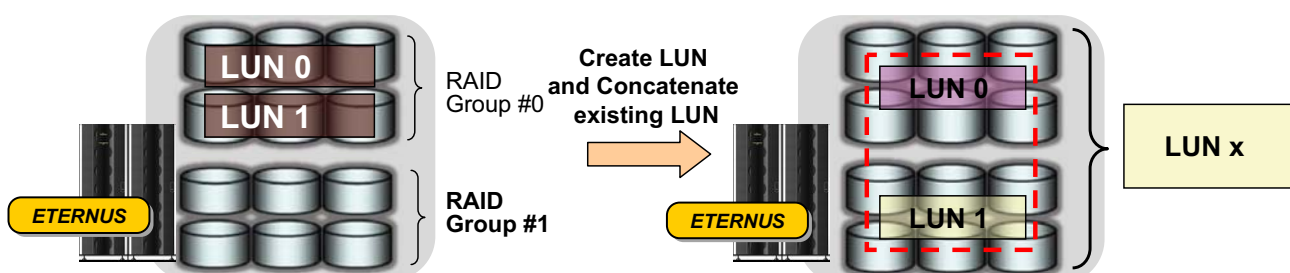 LUN 0
LUN 1
RAID
Group #0
RAID
Group #1
ETERNUS
Create LUN
and Concatenate
existing LUN
LUN 0
LUN 1
ETERNUS
LUN x